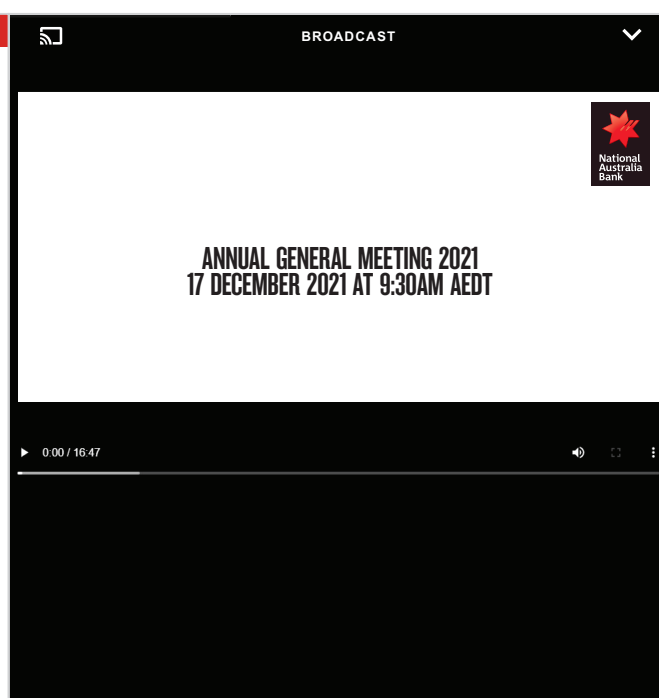 BROADCAST
National
Australia
Bank
ANNUAL GENERAL MEETING 2021
17 DECEMBER 2021 AT 9:30AM AEDT
0:00 / 16:47